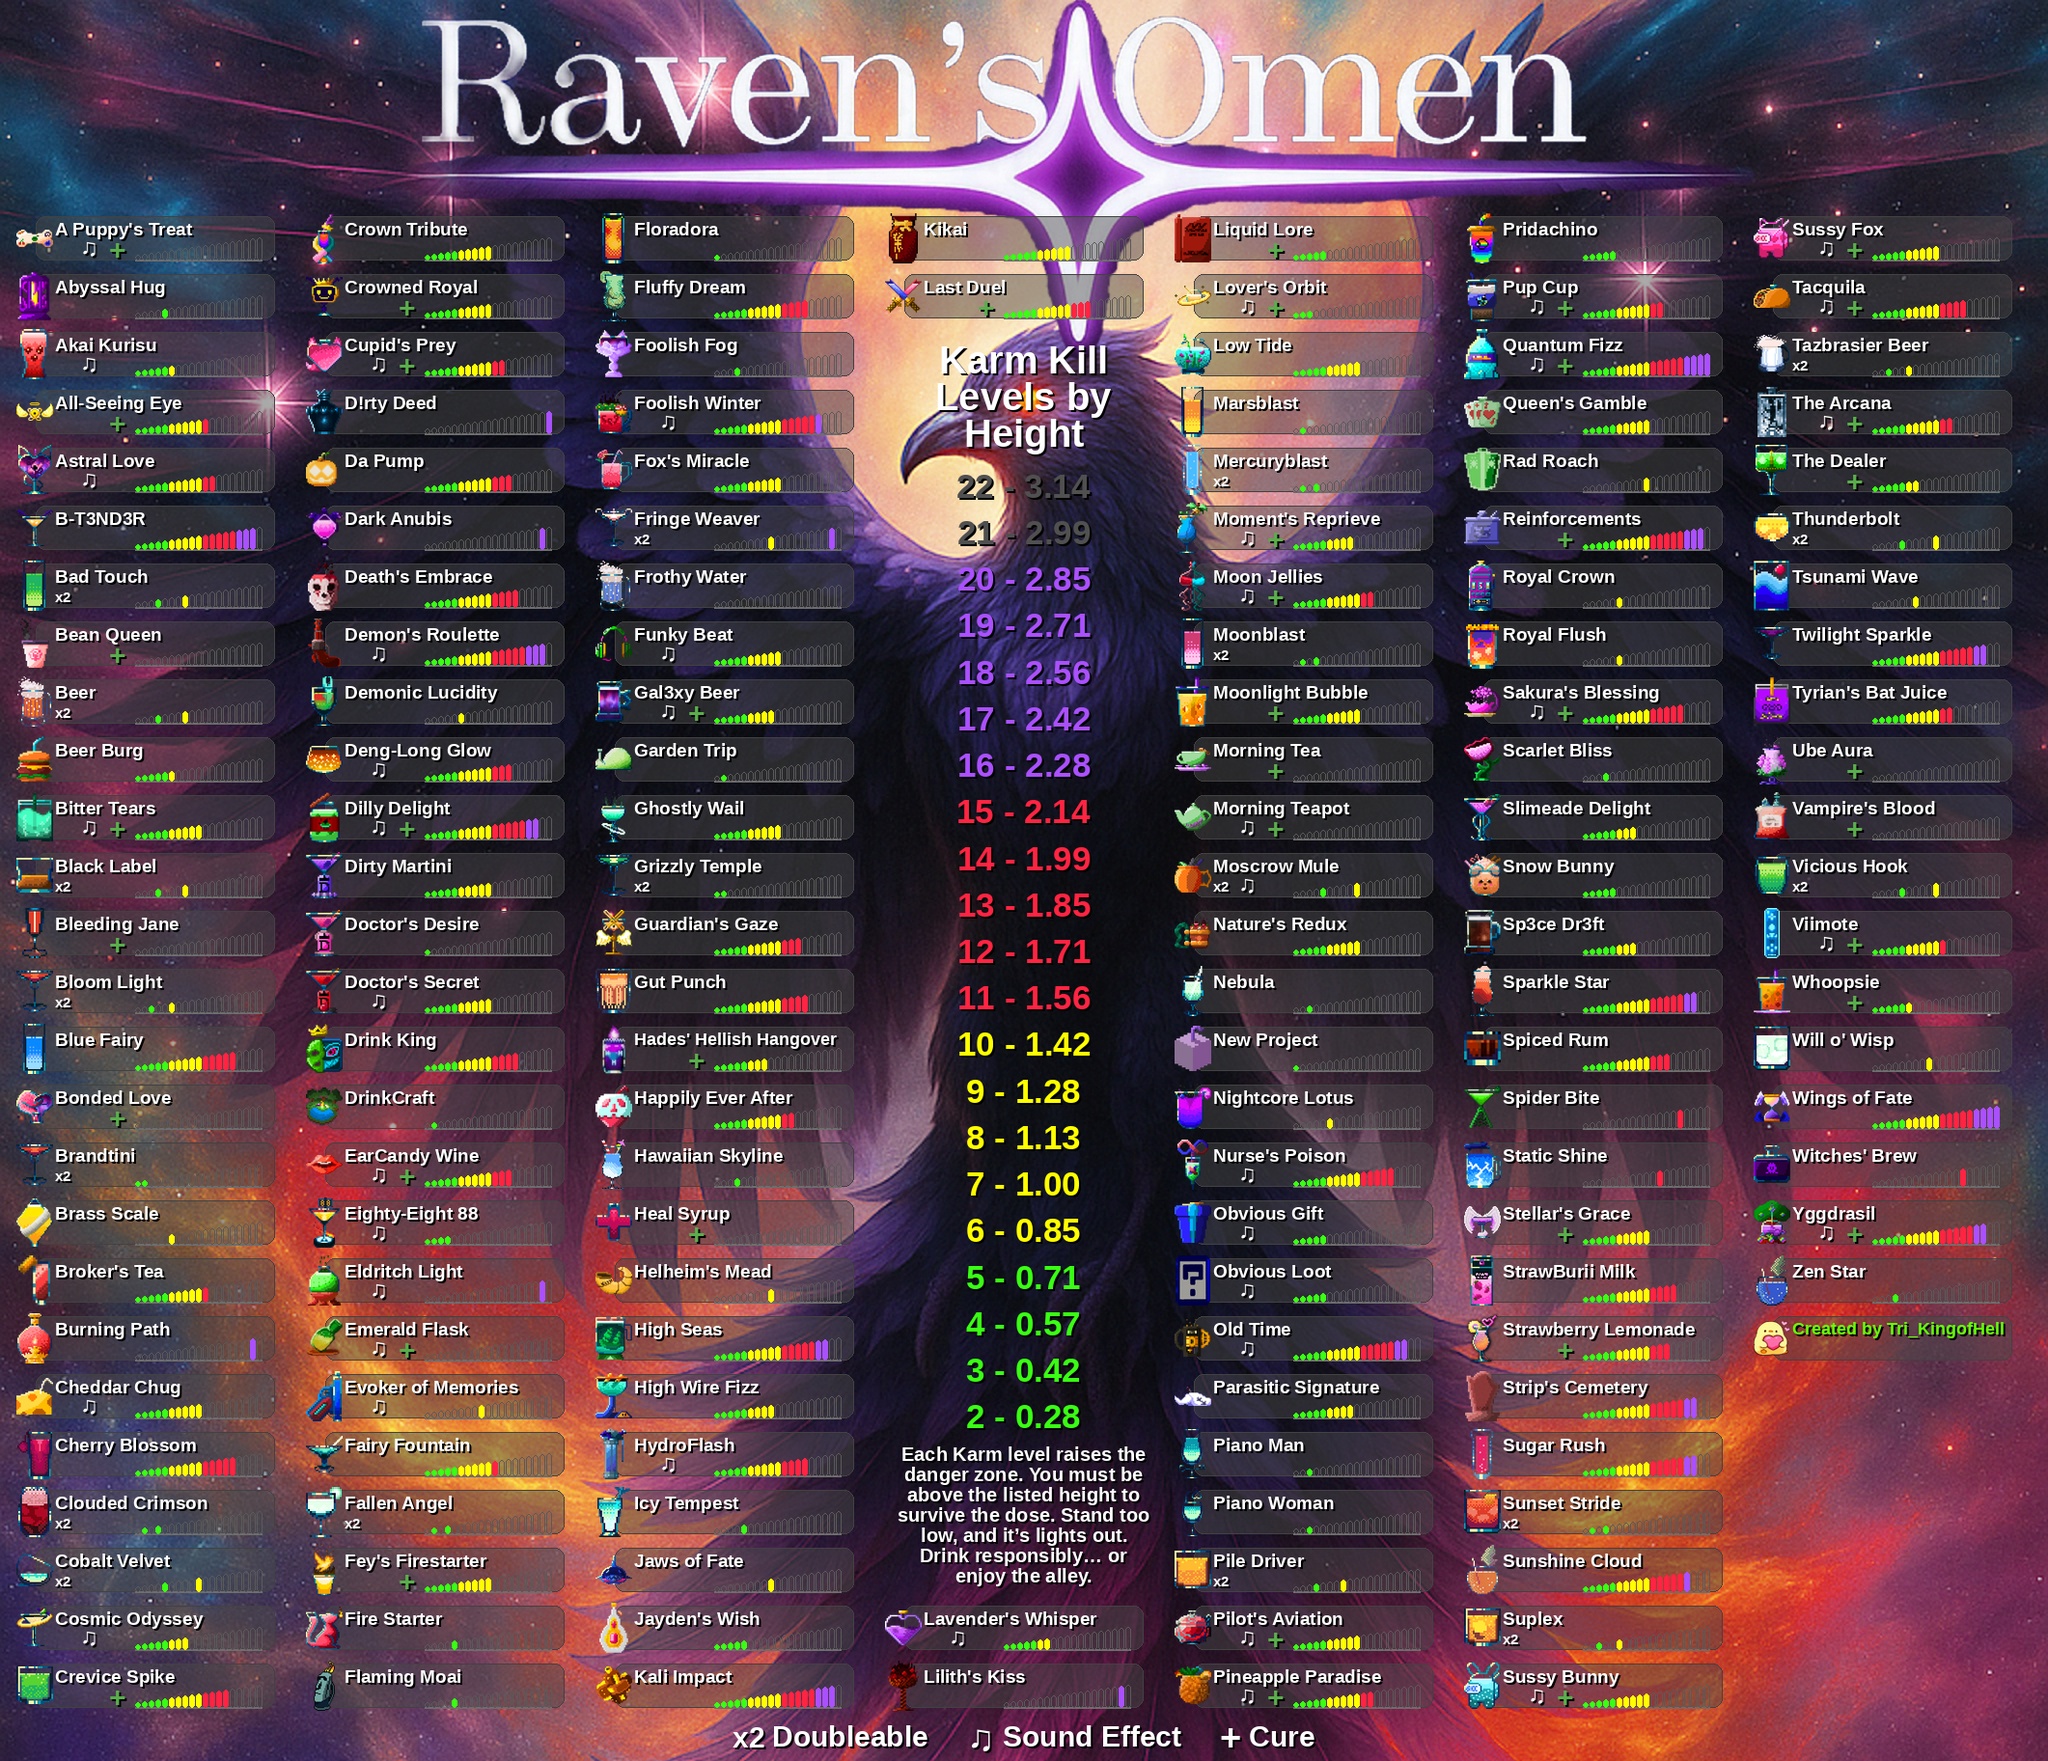 Raven's Omen
A Puppy's Treat
♫ +
Abyssal Hug
Akai Kurisu
♫
All-Seeing Eye
+
Astral Love
♫
B-T3ND3R
Bad Touch
x2
Bean Queen
+
Beer
x2
Beer Burg
Bitter Tears
♫ +
Black Label
x2
Bleeding Jane
+
Bloom Light
x2
Blue Fairy
Bonded Love
+
Brandtini
x2
Brass Scale
Broker's Tea
Burning Path
Cheddar Chug
♫
Cherry Blossom
Clouded Crimson
x2
Cobalt Velvet
x2
Cosmic Odyssey
♫
Crevice Spike
+
Crown Tribute
Crowned Royal
+
Cupid's Prey
♫ +
D!rty Deed
Da Pump
Dark Anubis
Death's Embrace
Demon's Roulette
♫
Demonic Lucidity
Deng-Long Glow
♫
Dilly Delight
♫ +
Dirty Martini
Doctor's Desire
Doctor's Secret
♫
Drink King
DrinkCraft
EarCandy Wine
♫ +
Eighty-Eight 88
♫
Eldritch Light
♫
Emerald Flask
♫ +
Evoker of Memories
♫
Fairy Fountain
Fallen Angel
x2
Fey's Firestarter
+
Fire Starter
Flaming Moai
Floradora
Fluffy Dream
Foolish Fog
Foolish Winter
♫
Fox's Miracle
Fringe Weaver
x2
Frothy Water
Funky Beat
♫
Gal3xy Beer
♫ +
Garden Trip
Ghostly Wail
Grizzly Temple
x2
Guardian's Gaze
Gut Punch
Hades' Hellish Hangover
+
Happily Ever After
Hawaiian Skyline
Heal Syrup
+
Helheim's Mead
High Seas
High Wire Fizz
HydroFlash
♫
Icy Tempest
Jaws of Fate
Jayden's Wish
Kali Impact
Kikai
Last Duel
+
Karm Kill
Levels by
Height
22 - 3.14
21 - 2.99
20 - 2.85
19 - 2.71
18 - 2.56
17 - 2.42
16 - 2.28
15 - 2.14
14 - 1.99
13 - 1.85
12 - 1.71
11 - 1.56
10 - 1.42
9 - 1.28
8 - 1.13
7 - 1.00
6 - 0.85
5 - 0.71
4 - 0.57
3 - 0.42
2 - 0.28
Each Karm level raises the
danger zone. You must be
above the listed height to
survive the dose. Stand too
low, and it's lights out.
Drink responsibly... or
enjoy the alley.
Lavender's Whisper
♫
Lilith's Kiss
Liquid Lore
+
Lover's Orbit
♫ +
Low Tide
Marsblast
Mercuryblast
x2
Moment's Reprieve
♫ +
Moon Jellies
♫ +
Moonblast
x2
Moonlight Bubble
+
Morning Tea
+
Morning Teapot
♫ +
Moscrow Mule
x2 ♫
Nature's Redux
Nebula
New Project
Nightcore Lotus
Nurse's Poison
♫
Obvious Gift
♫
Obvious Loot
♫
Old Time
♫
Parasitic Signature
Piano Man
Piano Woman
Pile Driver
x2
Pilot's Aviation
♫ +
Pineapple Paradise
♫ +
Pridachino
Pup Cup
♫ +
Quantum Fizz
♫ +
Queen's Gamble
Rad Roach
Reinforcements
+
Royal Crown
Royal Flush
Sakura's Blessing
♫ +
Scarlet Bliss
Slimeade Delight
Snow Bunny
Sp3ce Dr3ft
Sparkle Star
Spiced Rum
Spider Bite
Static Shine
Stellar's Grace
+
StrawBurii Milk
Strawberry Lemonade
+
Strip's Cemetery
Sugar Rush
Sunset Stride
x2
Sunshine Cloud
Suplex
x2
Sussy Bunny
♫ +
Sussy Fox
♫ +
Tacquila
Tazbrasier Beer
x2
The Arcana
♫ +
The Dealer
+
Thunderbolt
x2
Tsunami Wave
Twilight Sparkle
Tyrian's Bat Juice
Ube Aura
Vampire's Blood
+
Vicious Hook
x2
Viimote
♫ +
Whoopsie
+
Will o' Wisp
Wings of Fate
Witches' Brew
Yggdrasil
♫ +
Zen Star
Created by Tri_KingofHell
x2 Doubleable ♫ Sound Effect + Cure